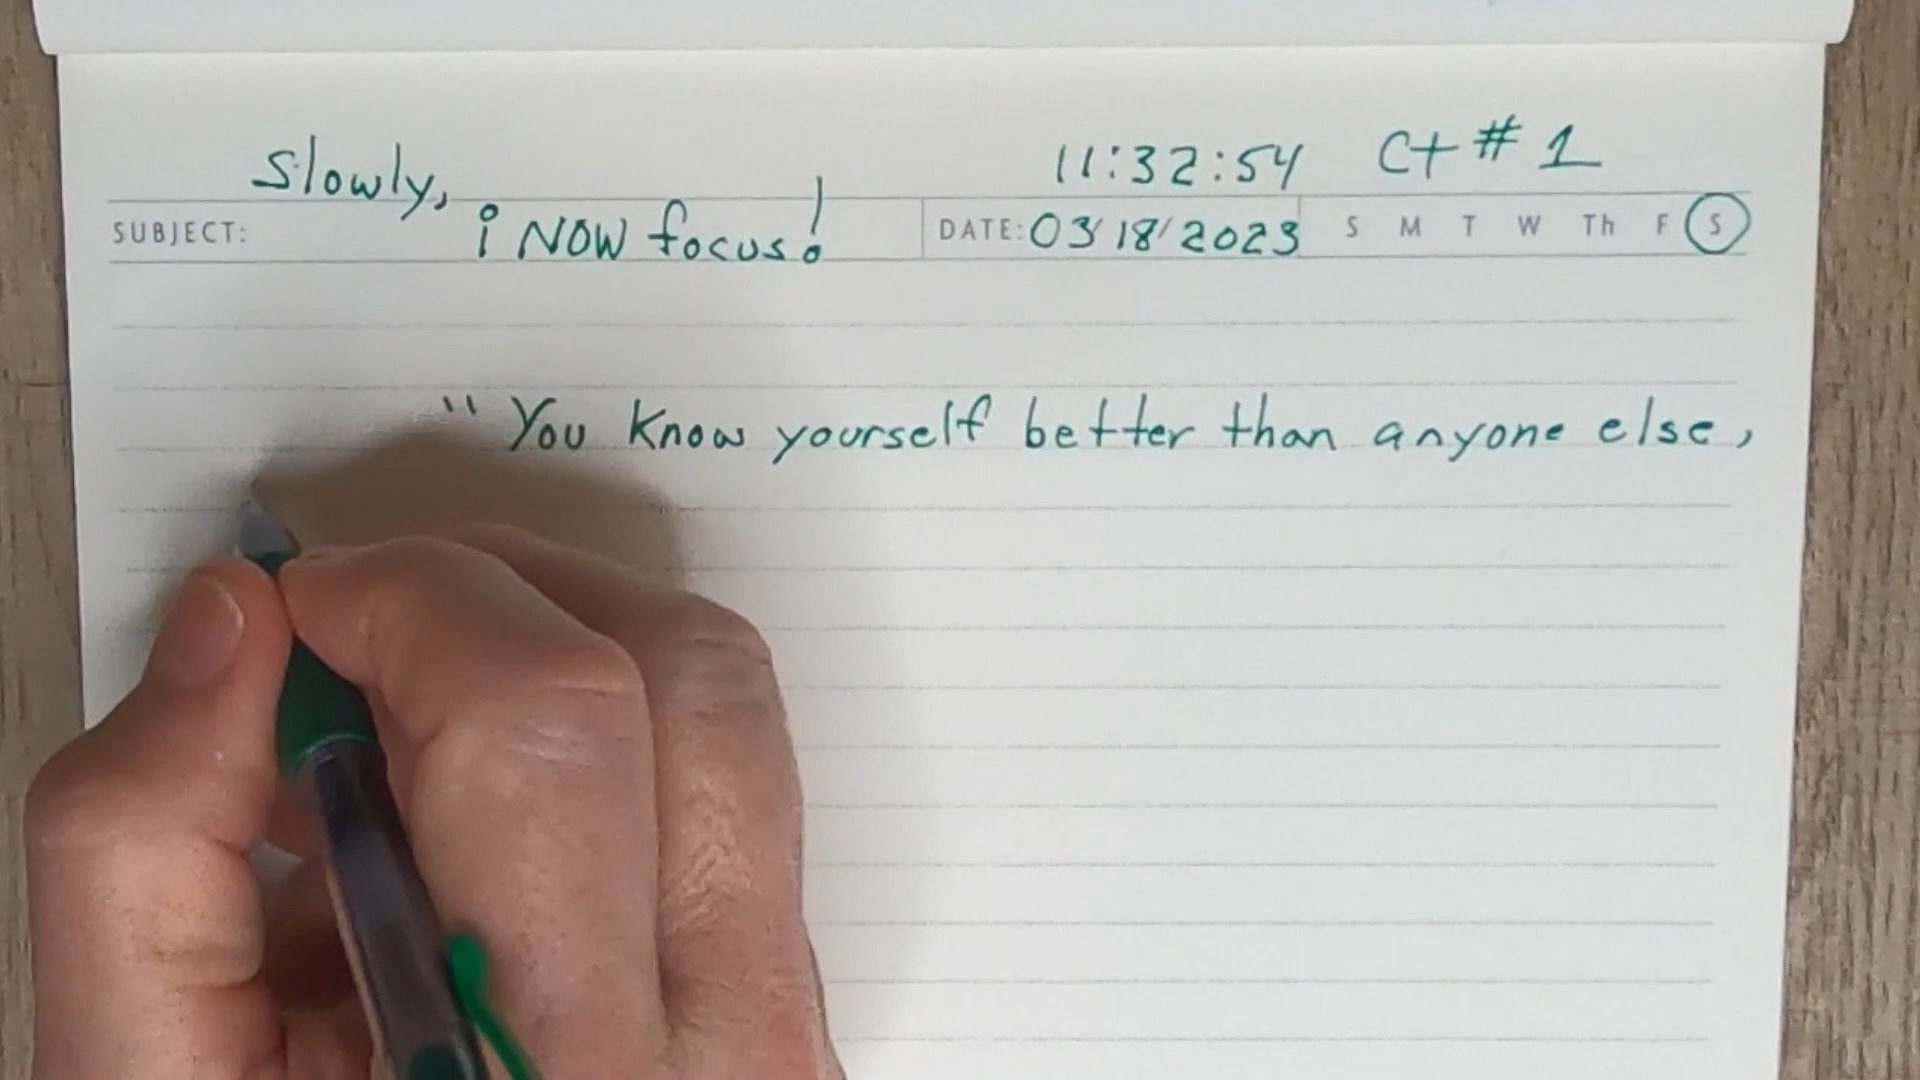 Slowly, 11:32:54 Ct # 1
SUBJECT: i NOW focus! DATE: 03/18/2023 S M T W Th F S
"You know yourself better than anyone else,